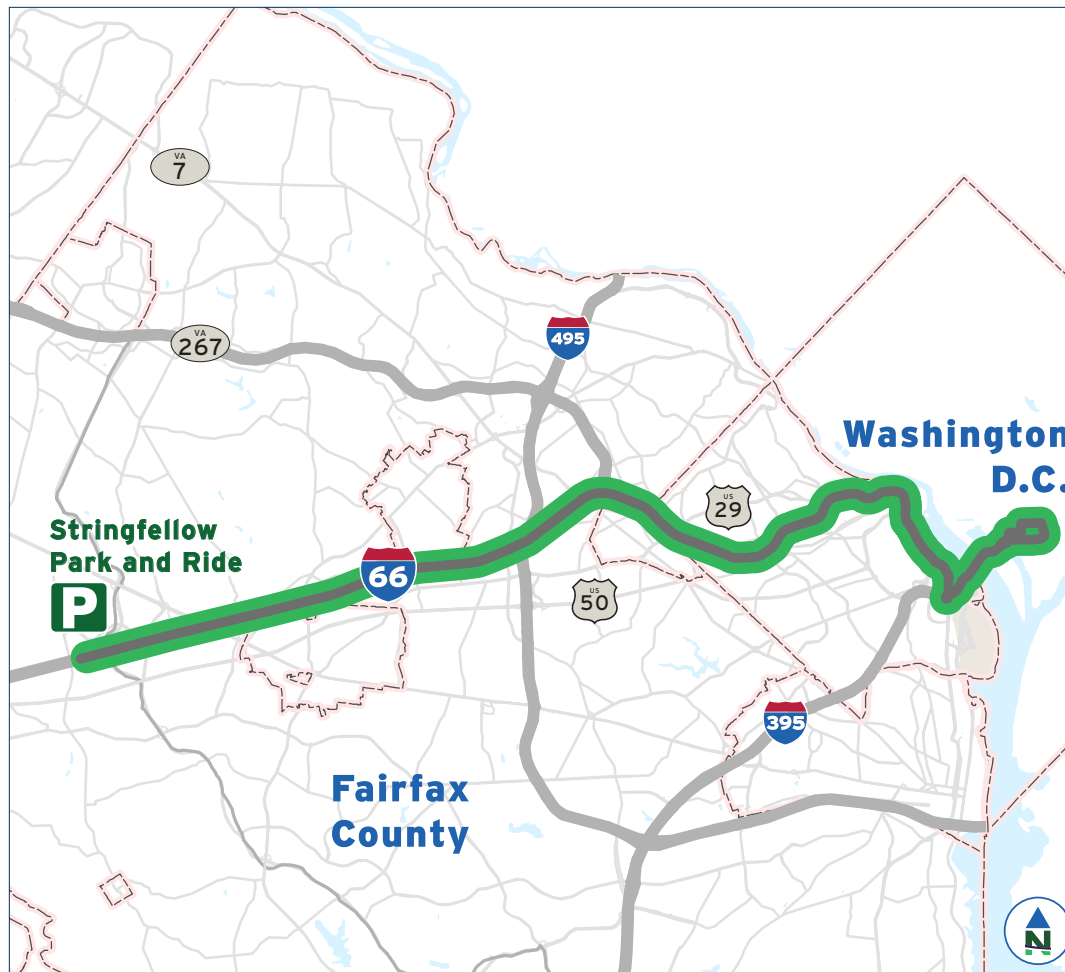 VA
7
VA
267
495
Washington
D.C.
US
29
Stringfellow
Park and Ride
P
66
US
50
395
Fairfax
County
N